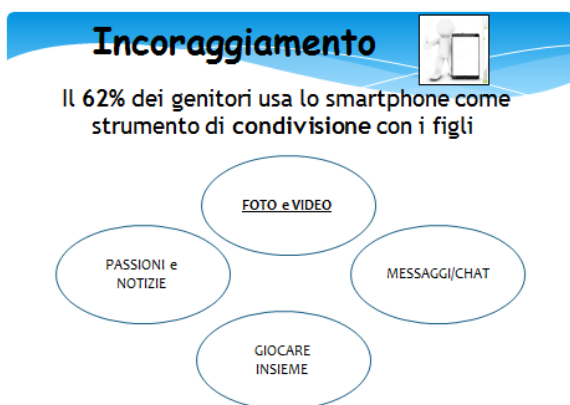 Incoraggiamento
Il 62% dei genitori usa lo smartphone come
strumento di condivisione con i figli
FOTO e VIDEO
PASSIONI e
NOTIZIE
MESSAGGI/CHAT
GIOCARE
INSIEME